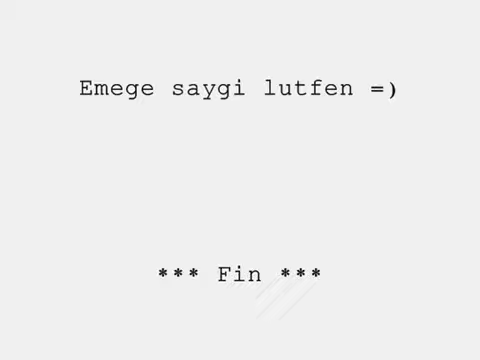 Emege saygi lutfen =)
*** Fin ***